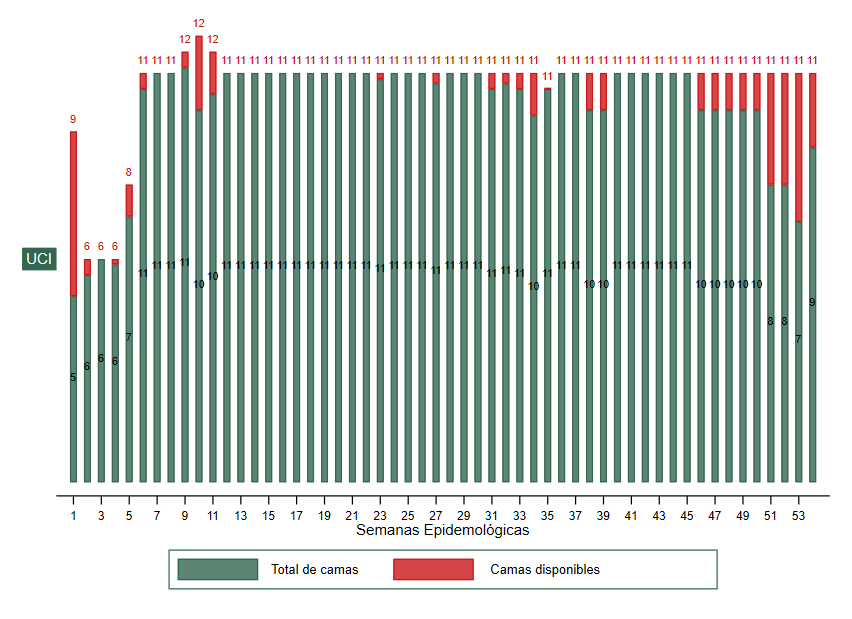 9 6 6 6 8 11 11 11 12 12 12 11 11 11 11 11 11 11 11 11 11 11 11 11 11 11 11 11 11 11 11 11 11 11 11 11 11 11 11 11 11 11 11 11 11 11 11 11 11 11 11 11 11 11
UCI
5 6 6 6 7 11 11 11 11 10 10 11 11 11 11 11 11 11 11 11 11 11 11 11 11 11 11 11 11 11 11 11 11 10 11 11 11 10 10 11 11 11 11 11 11 10 10 10 10 10 8 8 7 9
1 3 5 7 9 11 13 15 17 19 21 23 25 27 29 31 33 35 37 39 41 43 45 47 49 51 53
Semanas Epidemológicas
Total de camas Camas disponibles